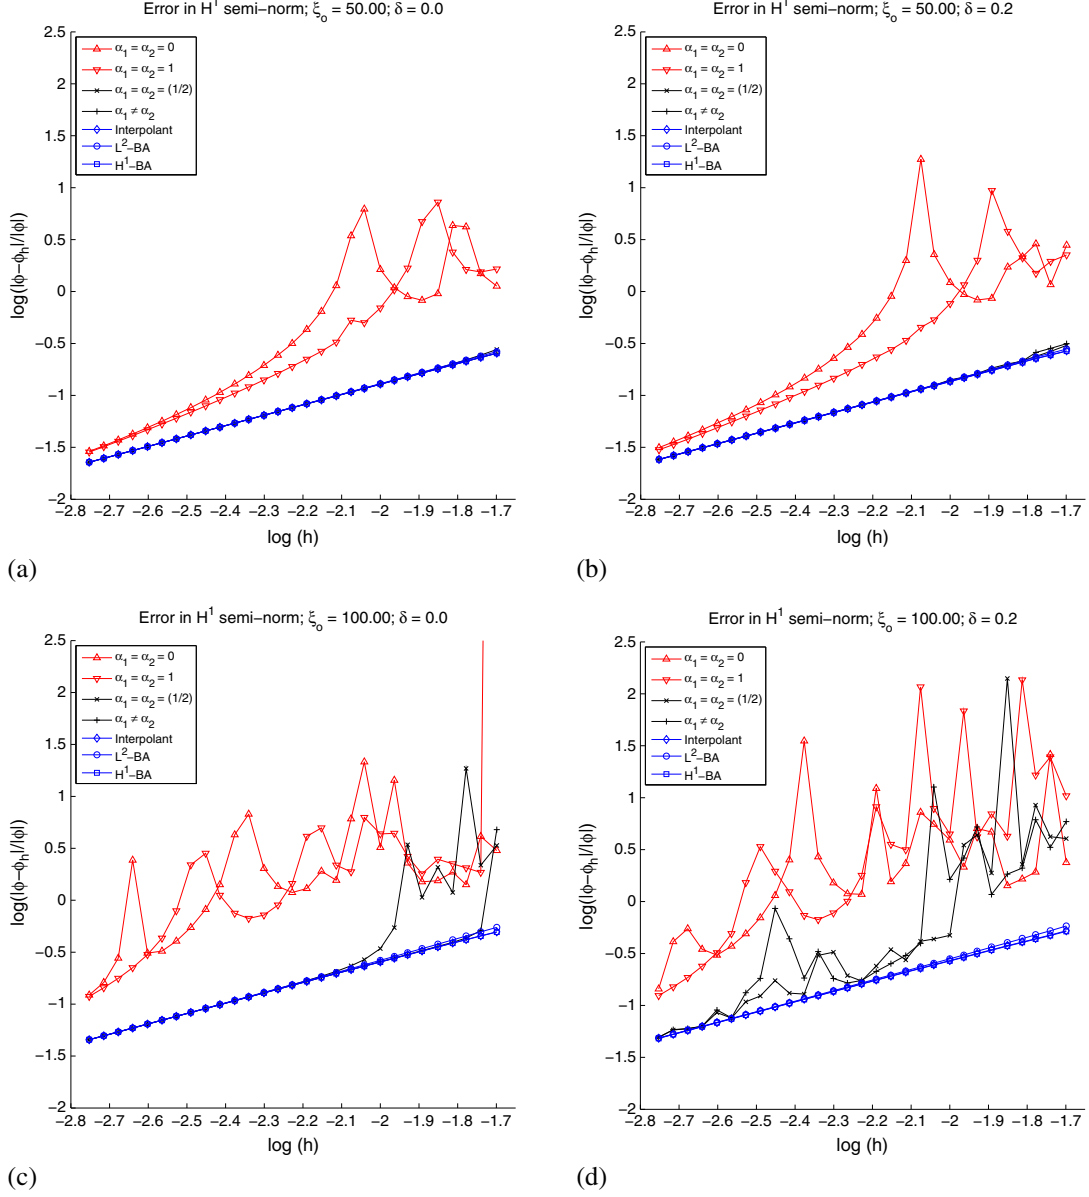 Error in H¹ semi−norm; ξₒ = 50.00; δ = 0.0
2.5
2
1.5
1
0.5
0
−0.5
−1
−1.5
−2
log(|ϕ−ϕₕ|/|ϕ|)
α₁ = α₂ = 0
α₁ = α₂ = 1
α₁ = α₂ = (1/2)
α₁ ≠ α₂
Interpolant
L²−BA
H¹−BA
−2.8 −2.7 −2.6 −2.5 −2.4 −2.3 −2.2 −2.1 −2 −1.9 −1.8 −1.7
log (h)
(a)
Error in H¹ semi−norm; ξₒ = 50.00; δ = 0.2
2.5
2
1.5
1
0.5
0
−0.5
−1
−1.5
−2
log(|ϕ−ϕₕ|/|ϕ|)
α₁ = α₂ = 0
α₁ = α₂ = 1
α₁ = α₂ = (1/2)
α₁ ≠ α₂
Interpolant
L²−BA
H¹−BA
−2.8 −2.7 −2.6 −2.5 −2.4 −2.3 −2.2 −2.1 −2 −1.9 −1.8 −1.7
log (h)
(b)
Error in H¹ semi−norm; ξₒ = 100.00; δ = 0.0
2.5
2
1.5
1
0.5
0
−0.5
−1
−1.5
−2
log(|ϕ−ϕₕ|/|ϕ|)
α₁ = α₂ = 0
α₁ = α₂ = 1
α₁ = α₂ = (1/2)
α₁ ≠ α₂
Interpolant
L²−BA
H¹−BA
−2.8 −2.7 −2.6 −2.5 −2.4 −2.3 −2.2 −2.1 −2 −1.9 −1.8 −1.7
log (h)
(c)
Error in H¹ semi−norm; ξₒ = 100.00; δ = 0.2
2.5
2
1.5
1
0.5
0
−0.5
−1
−1.5
−2
log(|ϕ−ϕₕ|/|ϕ|)
α₁ = α₂ = 0
α₁ = α₂ = 1
α₁ = α₂ = (1/2)
α₁ ≠ α₂
Interpolant
L²−BA
H¹−BA
−2.8 −2.7 −2.6 −2.5 −2.4 −2.3 −2.2 −2.1 −2 −1.9 −1.8 −1.7
log (h)
(d)